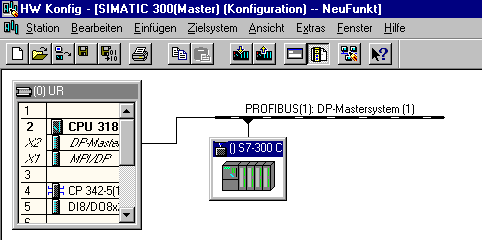 HW Konfig - [SIMATIC 300(Master) (Konfiguration) -- NeuFunkt]
Station Bearbeiten Einfügen Zielsystem Ansicht Extras Fenster Hilfe
(0) UR
1
2 CPU 318
X2 DP-Master
X1 MPI/DP
3
4 CP 342-5(1
5 DI8/DO8x
PROFIBUS(1): DP-Mastersystem (1)
() S7-300 C